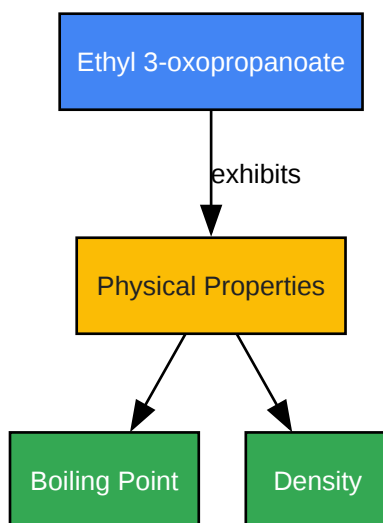 Ethyl 3-oxopropanoate
exhibits
Physical Properties
Boiling Point
Density